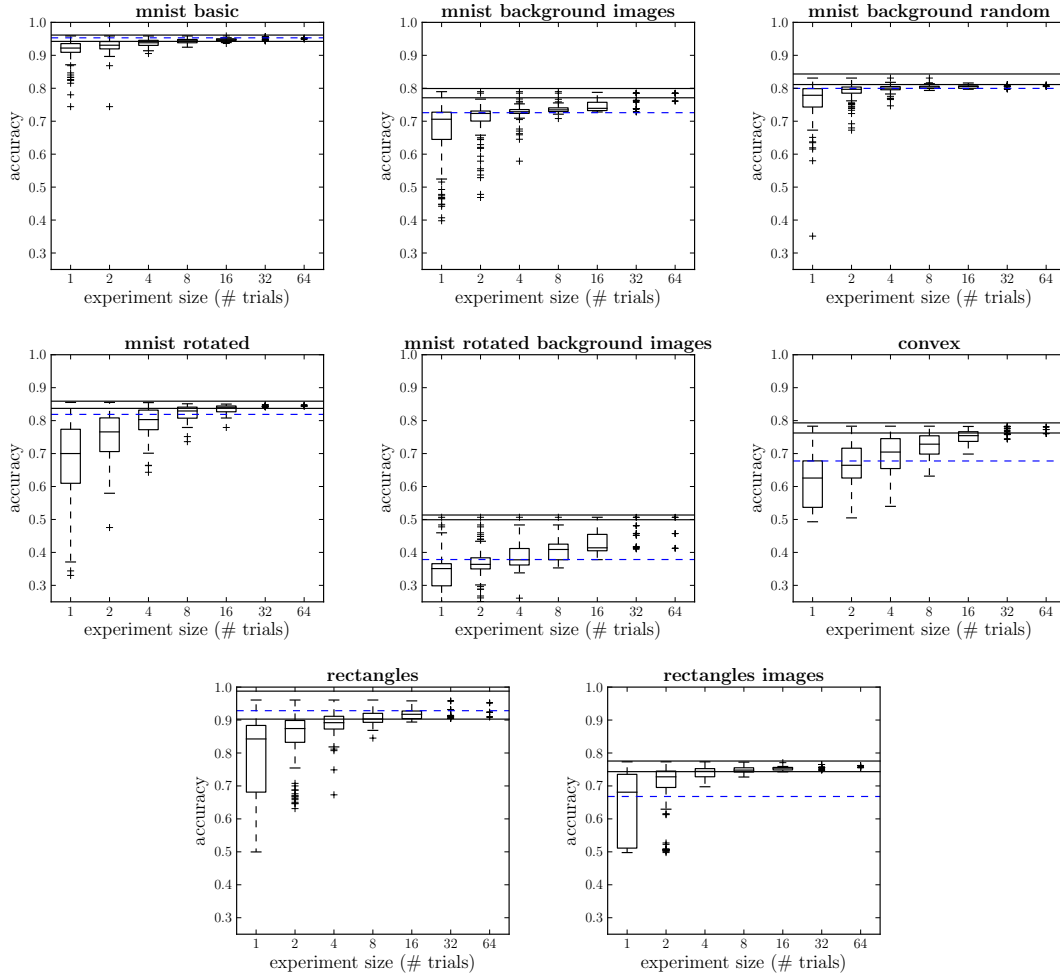 mnist basic
1.0
0.9
0.8
0.7
0.6
0.5
0.4
0.3
accuracy
1 2 4 8 16 32 64
experiment size (# trials)
mnist background images
1.0
0.9
0.8
0.7
0.6
0.5
0.4
0.3
accuracy
1 2 4 8 16 32 64
experiment size (# trials)
mnist background random
1.0
0.9
0.8
0.7
0.6
0.5
0.4
0.3
accuracy
1 2 4 8 16 32 64
experiment size (# trials)
mnist rotated
1.0
0.9
0.8
0.7
0.6
0.5
0.4
0.3
accuracy
1 2 4 8 16 32 64
experiment size (# trials)
mnist rotated background images
1.0
0.9
0.8
0.7
0.6
0.5
0.4
0.3
accuracy
1 2 4 8 16 32 64
experiment size (# trials)
convex
1.0
0.9
0.8
0.7
0.6
0.5
0.4
0.3
accuracy
1 2 4 8 16 32 64
experiment size (# trials)
rectangles
1.0
0.9
0.8
0.7
0.6
0.5
0.4
0.3
accuracy
1 2 4 8 16 32 64
experiment size (# trials)
rectangles images
1.0
0.9
0.8
0.7
0.6
0.5
0.4
0.3
accuracy
1 2 4 8 16 32 64
experiment size (# trials)